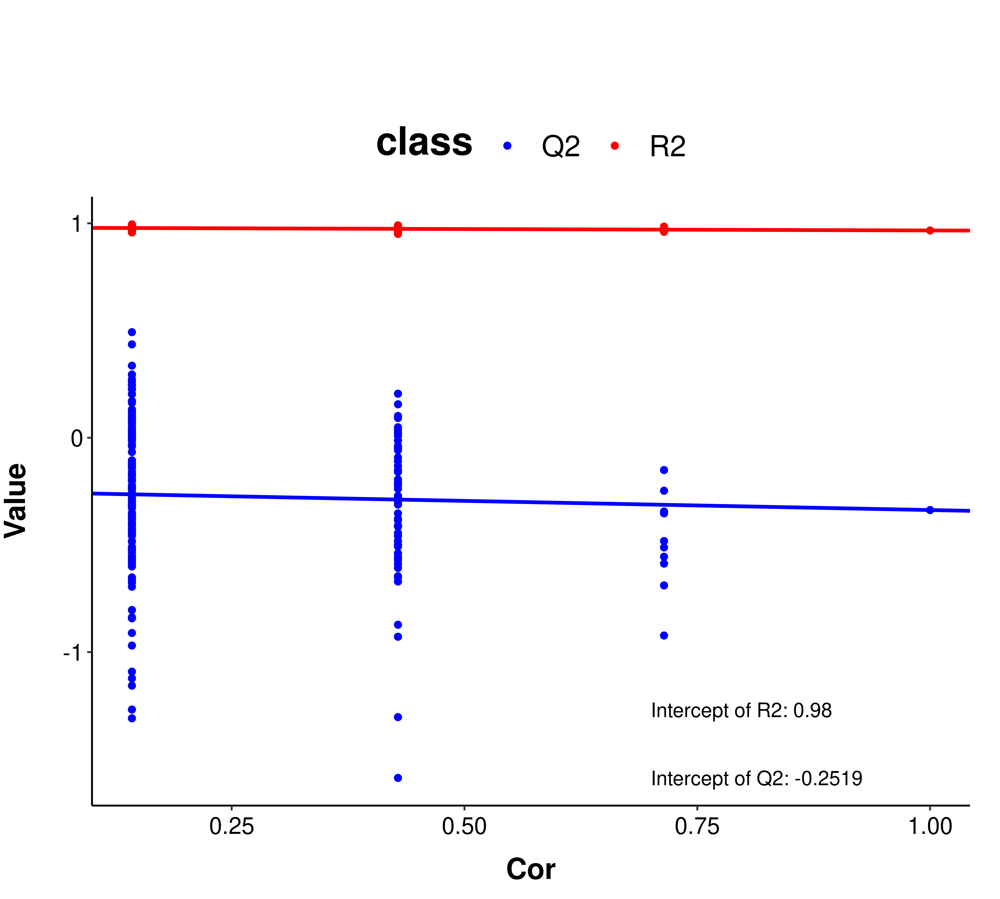 class Q2 R2
1
0
-1
Value
Intercept of R2: 0.98
Intercept of Q2: -0.2519
0.25 0.50 0.75 1.00
Cor